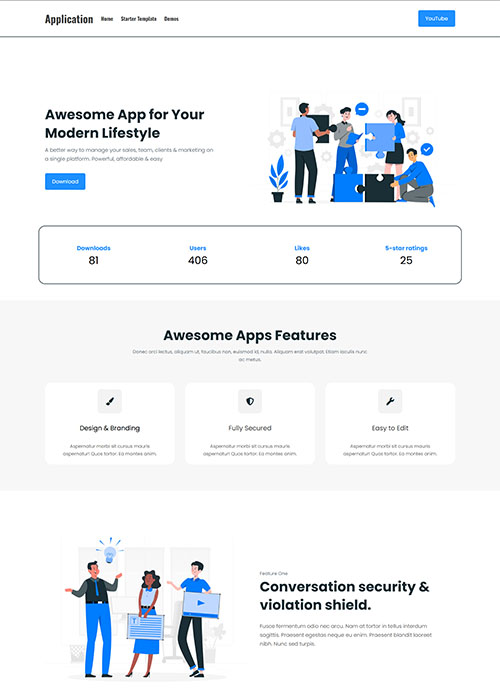 Application Home Starter Template Demos YouTube
Awesome App for Your
Modern Lifestyle
A better way to manage your sales, team, clients & marketing on
a single platform. Powerful, affordable & easy.
Download
Downloads Users Likes 5-star ratings
81 406 80 25
Awesome Apps Features
Donec orci lectus, aliquam ut, faucibus non, euismod id, nulla. Aliquam erat volutpat. Etiam iaculis nunc
ac metus.
Design & Branding
Aspernatur morbi sit cursus mauris
aspernatur! Quos tortor. Ea montes anim.
Fully Secured
Aspernatur morbi sit cursus mauris
aspernatur! Quos tortor. Ea montes anim.
Easy to Edit
Aspernatur morbi sit cursus mauris
aspernatur! Quos tortor. Ea montes anim.
Feature One
Conversation security &
violation shield.
Fusce fermentum odio nec arcu. Nam at tortor in tellus interdum
sagittis. Praesent egestas neque eu enim. Praesent blandit laoreet
nibh. Nunc sed turpis.